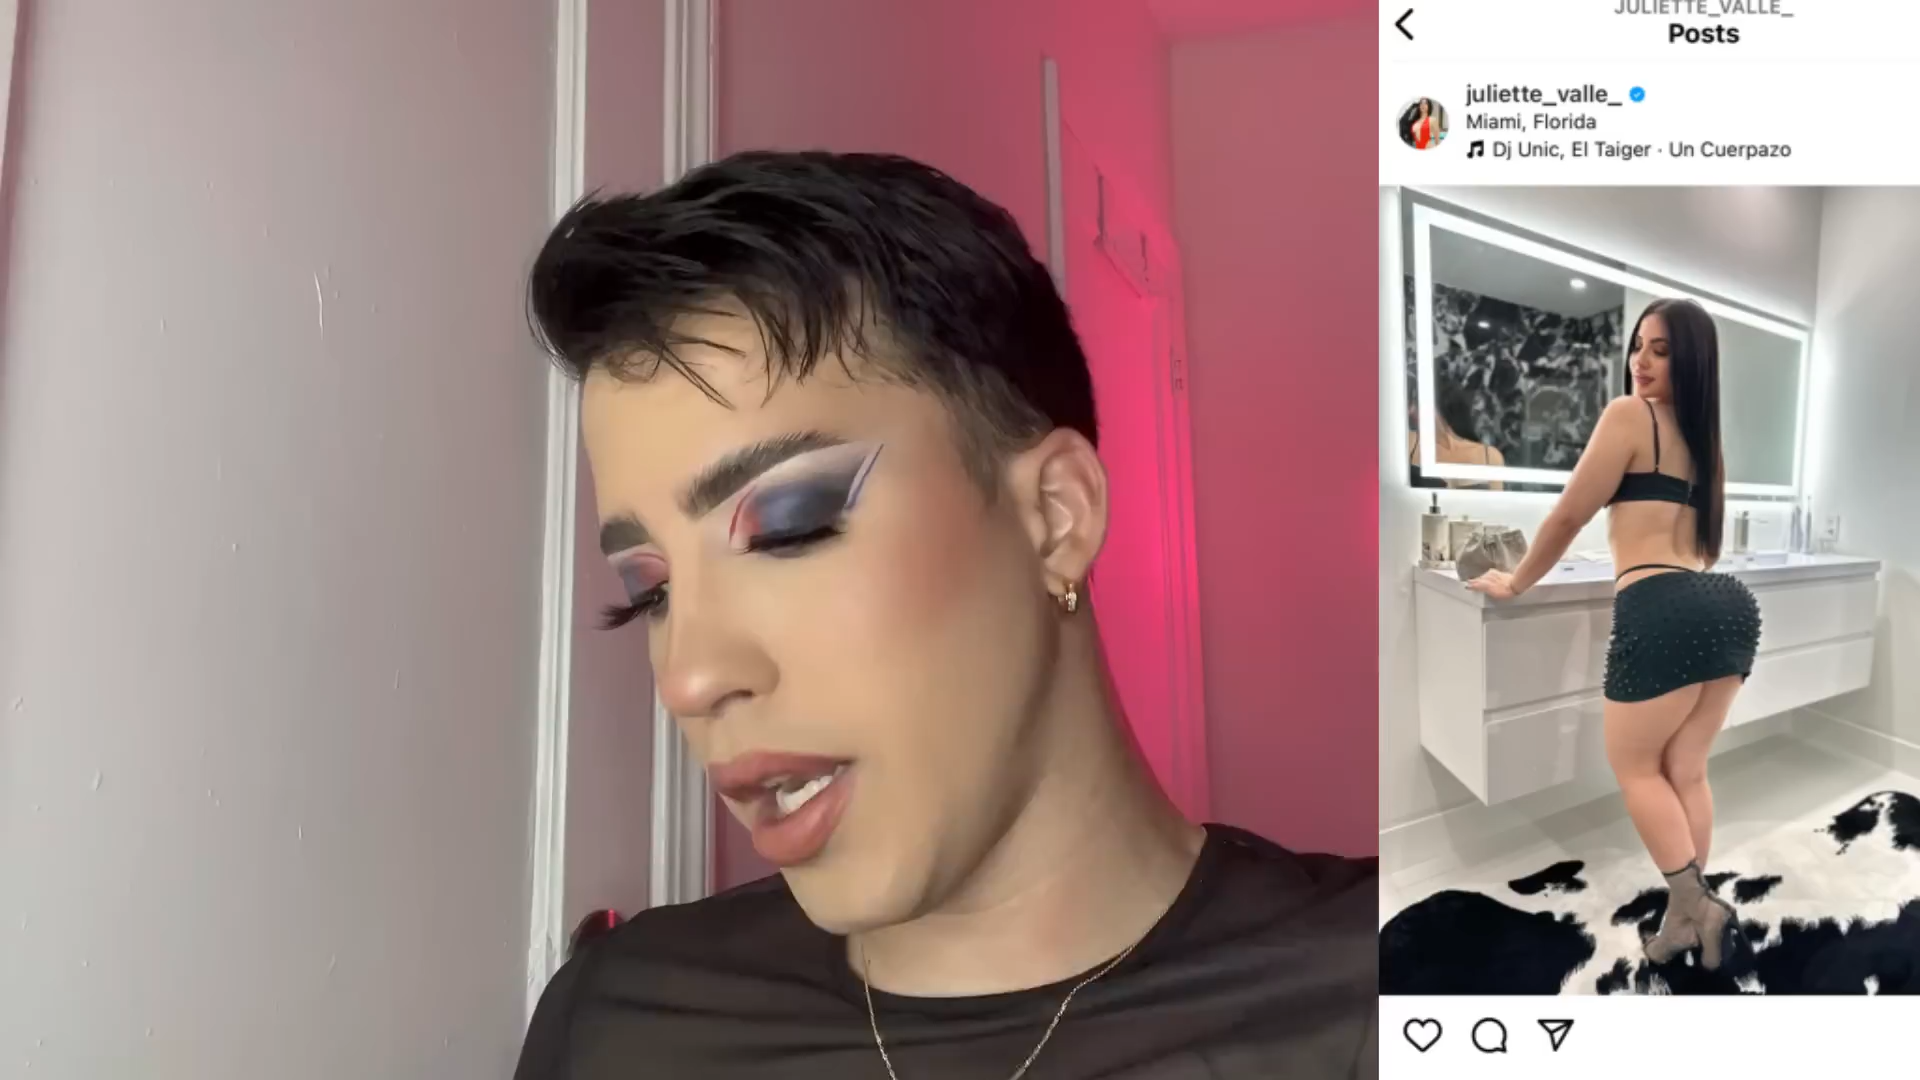 JULIETTE_VALLE_
Posts
juliette_valle_
Miami, Florida
Dj Unic, El Taiger · Un Cuerpazo